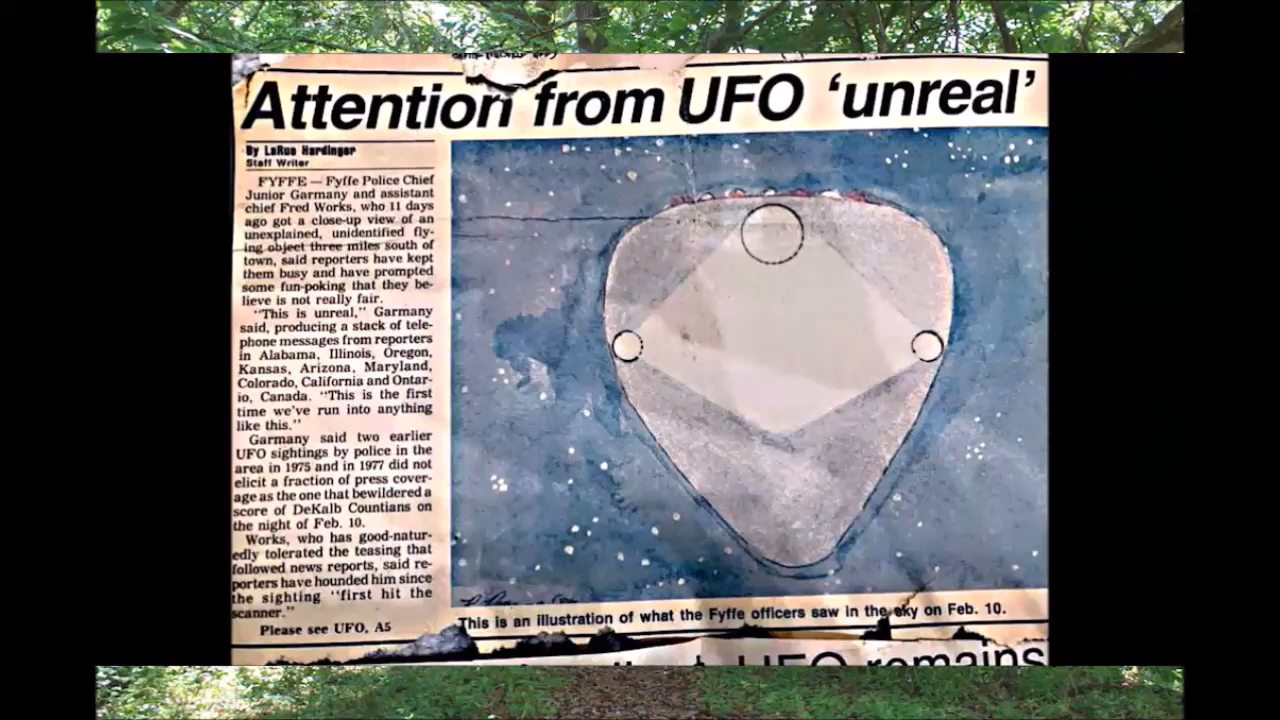 Attention from UFO 'unreal'
By LaRue Hardinger
Staff Writer
FYFFE — Fyffe Police Chief
Junior Garmany and assistant
chief Fred Works, who 11 days
ago got a close-up view of an
unexplained, unidentified fly-
ing object three miles south of
town, said reporters have kept
them busy and have prompted
some fun-poking that they be-
lieve is not really fair.
"This is unreal," Garmany
said, producing a stack of tele-
phone messages from reporters
in Alabama, Illinois, Oregon,
Kansas, Arizona, Maryland,
Colorado, California and Ontar-
io, Canada. "This is the first
time we've run into anything
like this."
Garmany said two earlier
UFO sightings by police in the
area in 1975 and in 1977 did not
elicit a fraction of press cover-
age as the one that bewildered a
score of DeKalb Countians on
the night of Feb. 10.
Works, who has good-natur-
edly tolerated the teasing that
followed news reports, said re-
porters have hounded him since
the sighting "first hit the
scanner."
Please see UFO, A5
This is an illustration of what the Fyffe officers saw in the sky on Feb. 10.
UFO remains